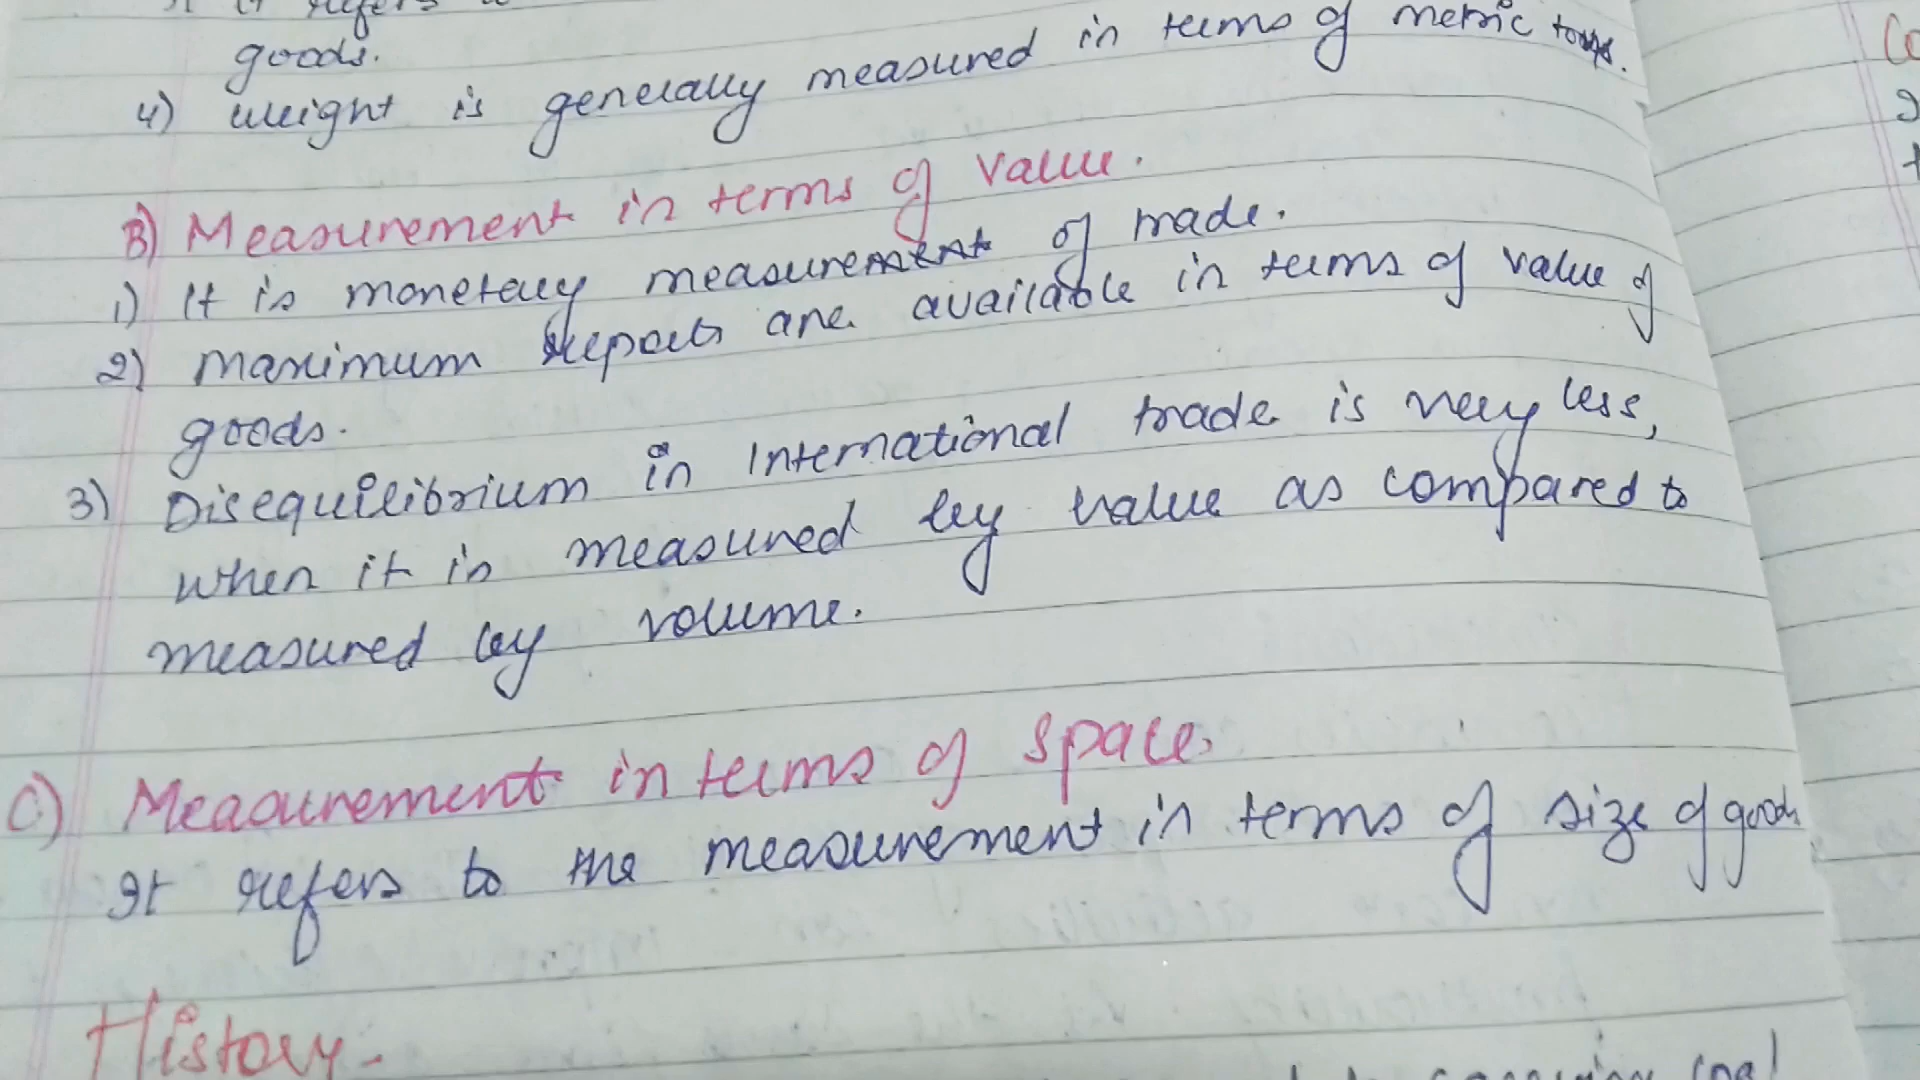 It refers
goods.
4) weight is generally measured in terms of metric tons.
B) Measurement in terms of value.
1) It is monetary measurement of trade.
2) maximum reports are available in terms of value of
goods.
3) Disequilibrium in International trade is very less,
when it is measured by value as compared to
measured by volume.
C) Measurement in terms of space.
It refers to the measurement in terms of size of goods
History-
coal